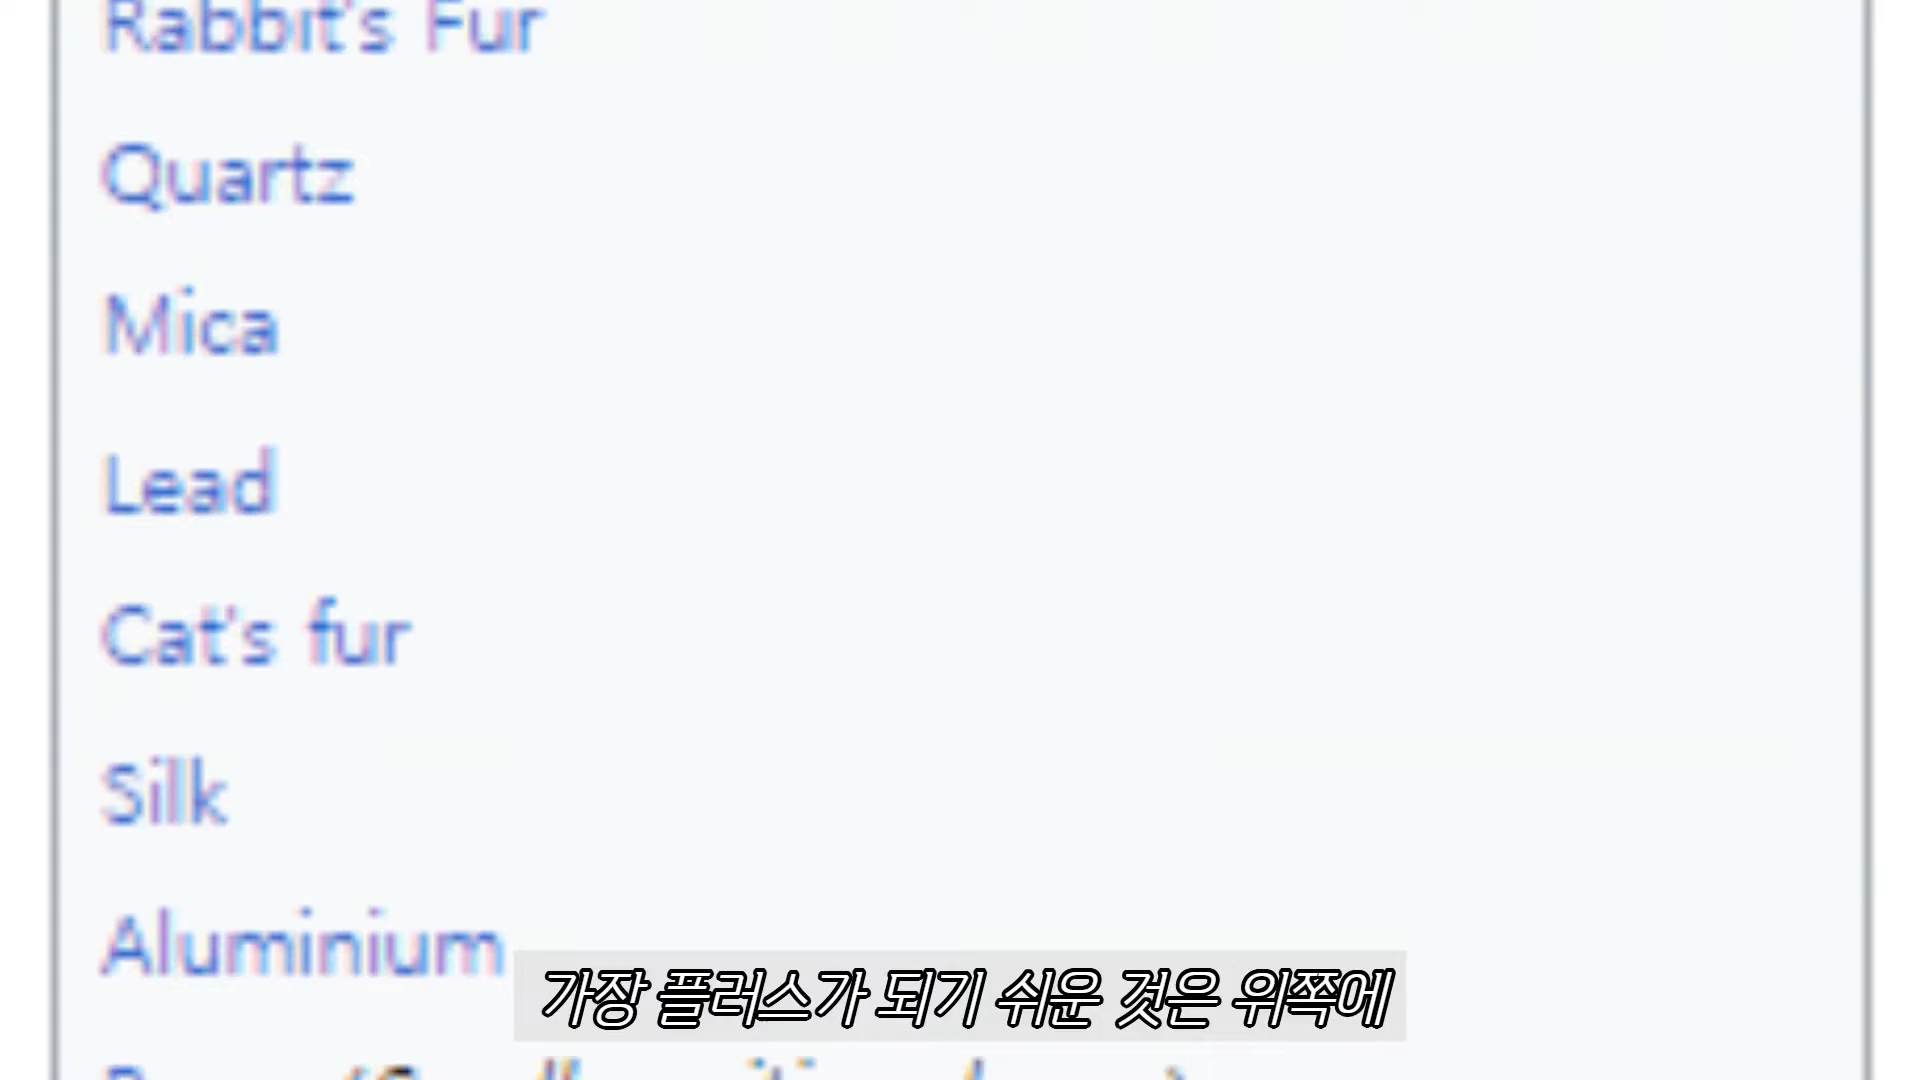 Rabbit's Fur
Quartz
Mica
Lead
Cat's fur
Silk
Aluminium
가장 플러스가 되기 쉬운 것은 위쪽에